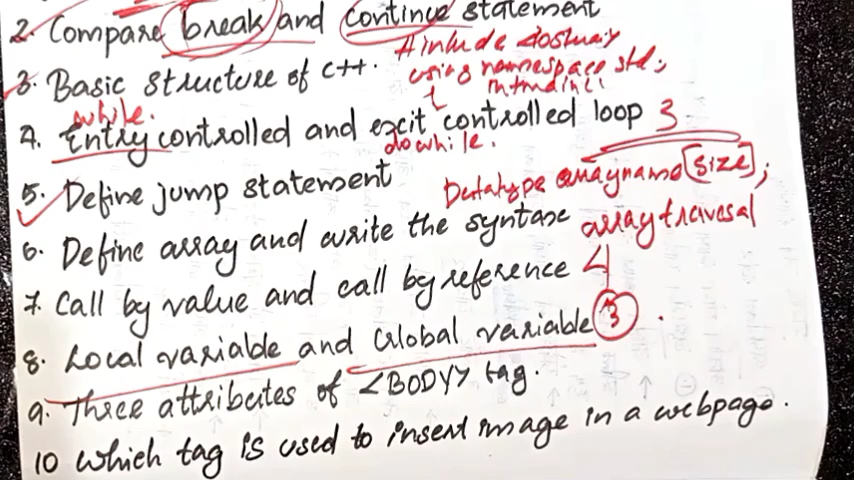 2. Compare break and continue statement
#include <iostream>
3. Basic structure of C++.
using namespace std;
int main()
{
while.
4. Entry controlled and exit controlled loop 3
do while.
5. Define jump statement
Datatype arrayname [size];
6. Define array and write the syntax
array traversal
7. Call by value and call by reference 4
8. Local variable and Global variable 3
9. Three attributes of <BODY> tag.
10 Which tag is used to insert image in a webpage.